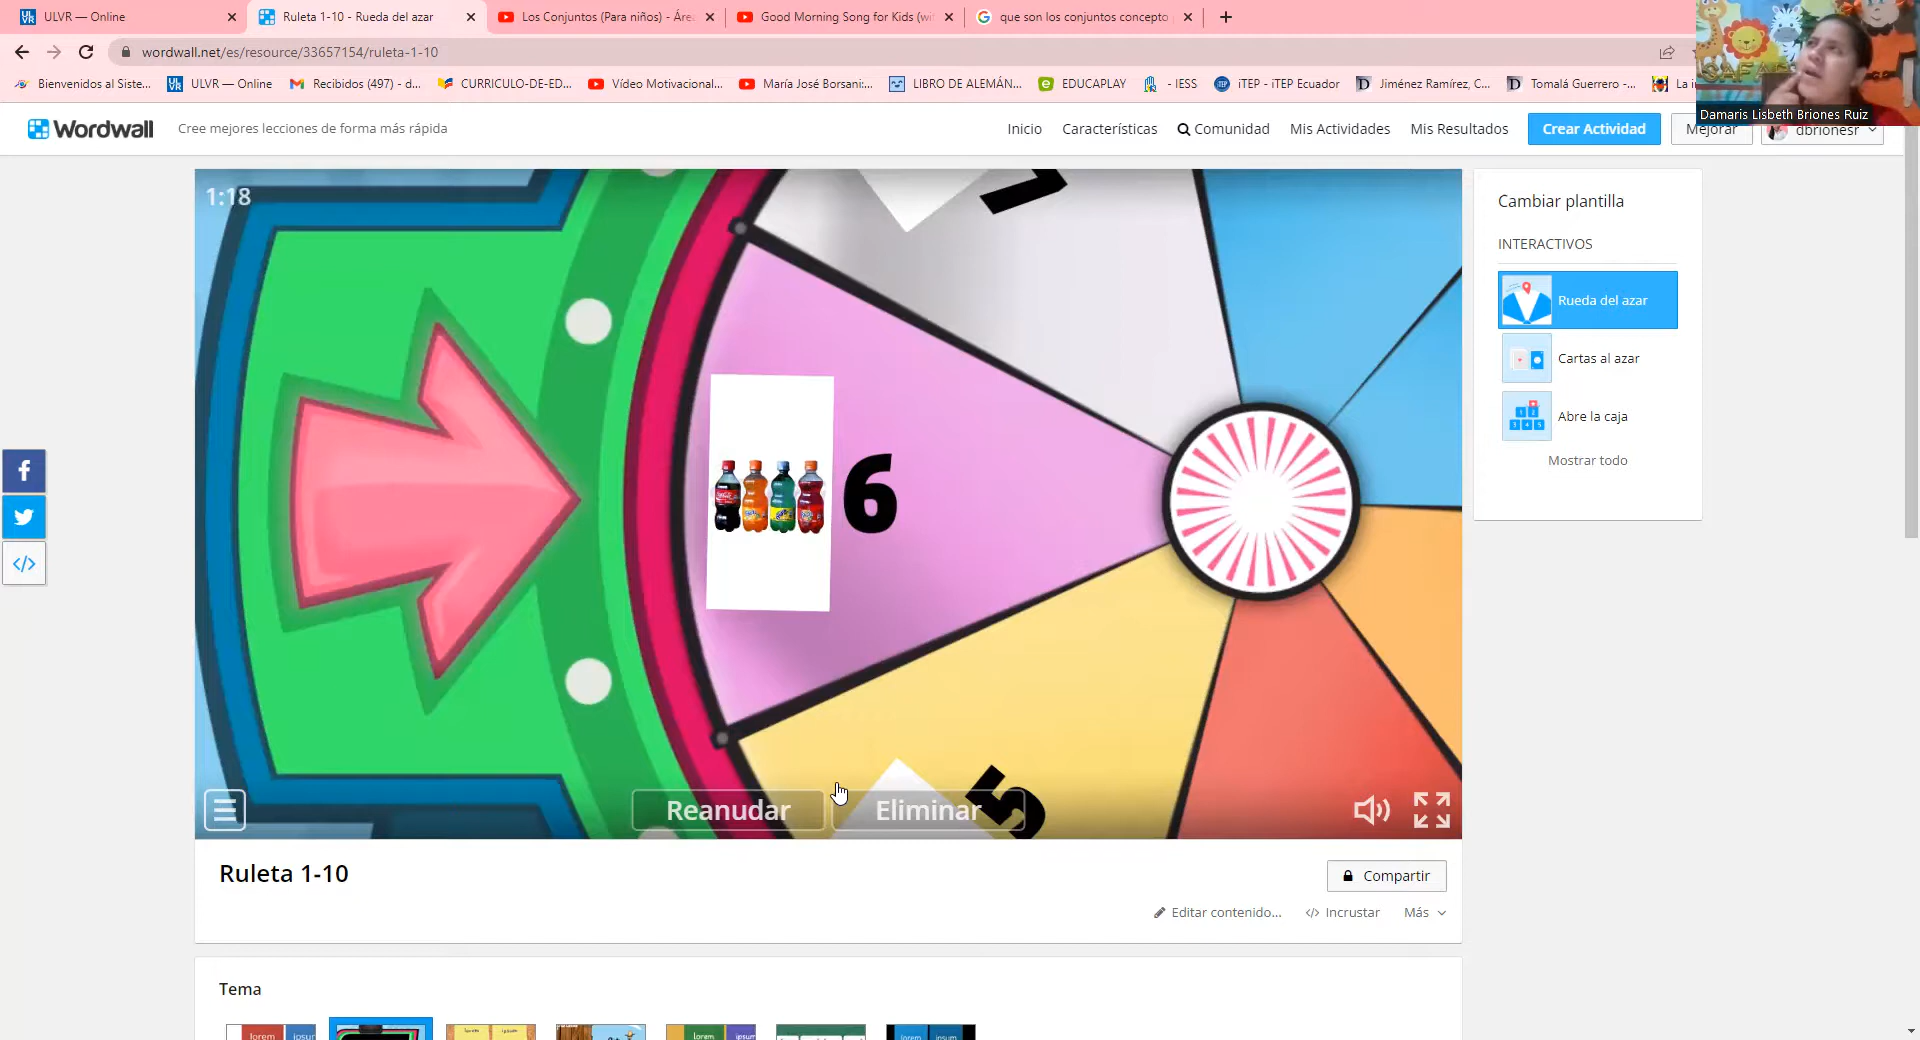 ULVR — Online
Ruleta 1-10 - Rueda del azar
Los Conjuntos (Para niños) - Áre
Good Morning Song for Kids (wi
que son los conjuntos concepto
wordwall.net/es/resource/33657154/ruleta-1-10
Bienvenidos al Siste...
ULVR — Online
Recibidos (497) - d...
CURRICULO-DE-ED...
Vídeo Motivacional...
María José Borsani:...
LIBRO DE ALEMÁN...
EDUCAPLAY
- IESS
iTEP - iTEP Ecuador
Jiménez Ramírez, C...
Tomalá Guerrero -...
La i
SAFA
Damaris Lisbeth Briones Ruiz
Wordwall
Cree mejores lecciones de forma más rápida
Inicio
Características
Comunidad
Mis Actividades
Mis Resultados
Crear Actividad
Mejorar
dbrionesr
1:18
7
6
5
Reanudar
Eliminar
Cambiar plantilla
INTERACTIVOS
Rueda del azar
Cartas al azar
Abre la caja
Mostrar todo
Ruleta 1-10
Compartir
Editar contenido...
Incrustar
Más
Tema